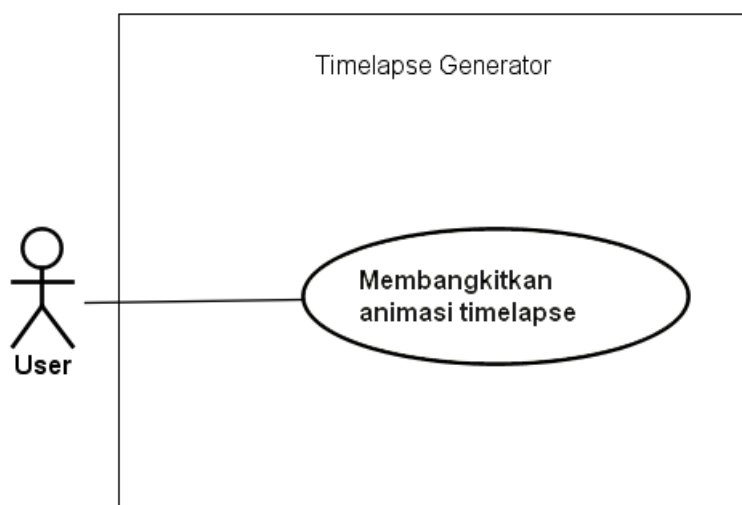 Timelapse Generator
Membangkitkan
animasi timelapse
User